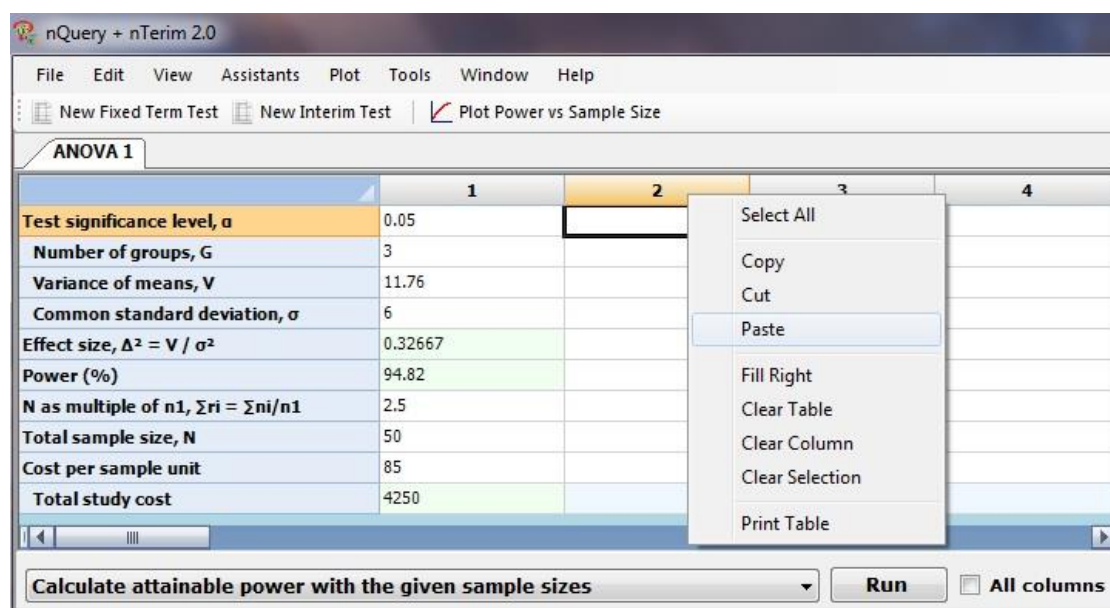 nQuery + nTerim 2.0
File Edit View Assistants Plot Tools Window Help
New Fixed Term Test New Interim Test Plot Power vs Sample Size
ANOVA 1
1 2 3 4
Test significance level, α 0.05
Number of groups, G 3
Variance of means, V 11.76
Common standard deviation, σ 6
Effect size, Δ² = V / σ² 0.32667
Power (%) 94.82
N as multiple of n1, Σri = Σni/n1 2.5
Total sample size, N 50
Cost per sample unit 85
Total study cost 4250
Select All
Copy
Cut
Paste
Fill Right
Clear Table
Clear Column
Clear Selection
Print Table
Calculate attainable power with the given sample sizes Run All columns